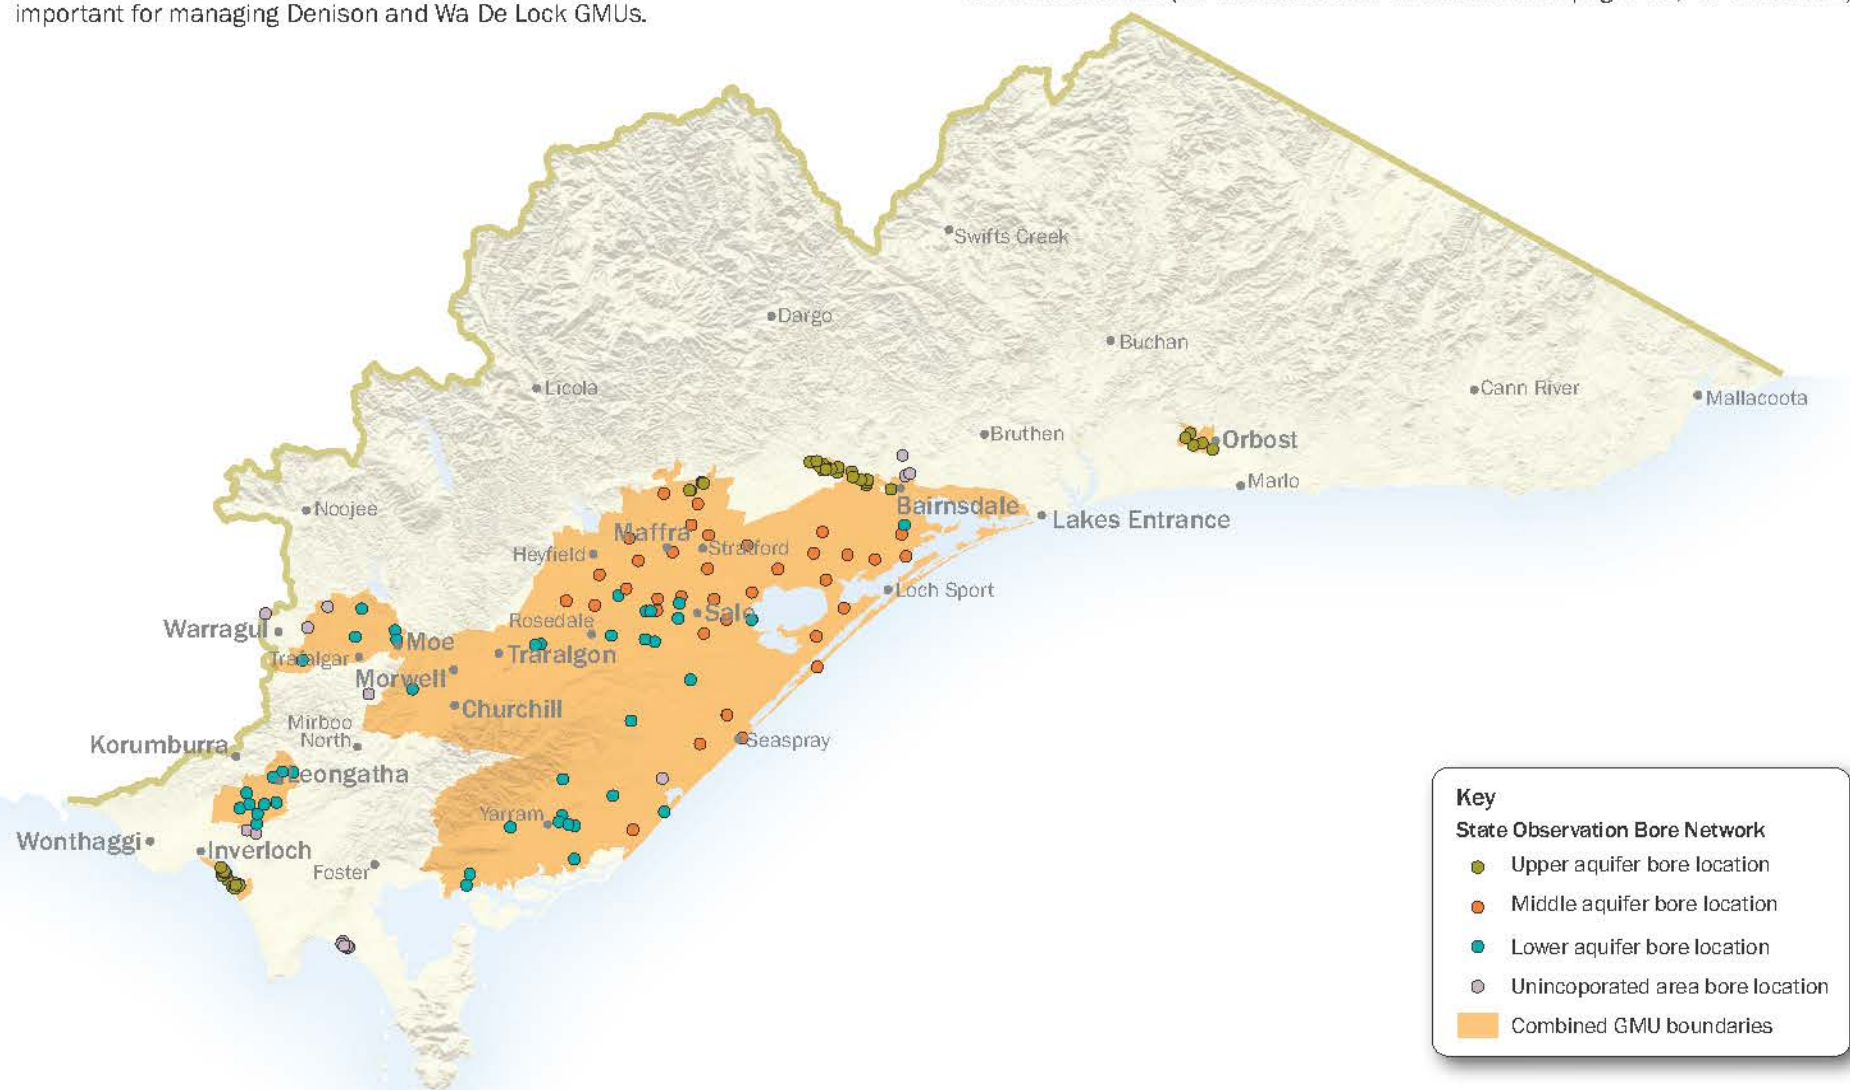 important for managing Denison and Wa De Lock GMUs.
Swifts Creek
Dargo
Buchan
Licola
Cann River
Mallacoota
Bruthen
Orbost
Marlo
Noojee
Bairnsdale
Lakes Entrance
Maffra
Heyfield
Stratford
Loch Sport
Rosedale
Sale
Warragul
Moe
Trafalgar
Traralgon
Morwell
Churchill
Mirboo
North
Korumburra
Seaspray
Leongatha
Yarram
Wonthaggi
Inverloch
Foster
Key
State Observation Bore Network
Upper aquifer bore location
Middle aquifer bore location
Lower aquifer bore location
Unincoporated area bore location
Combined GMU boundaries